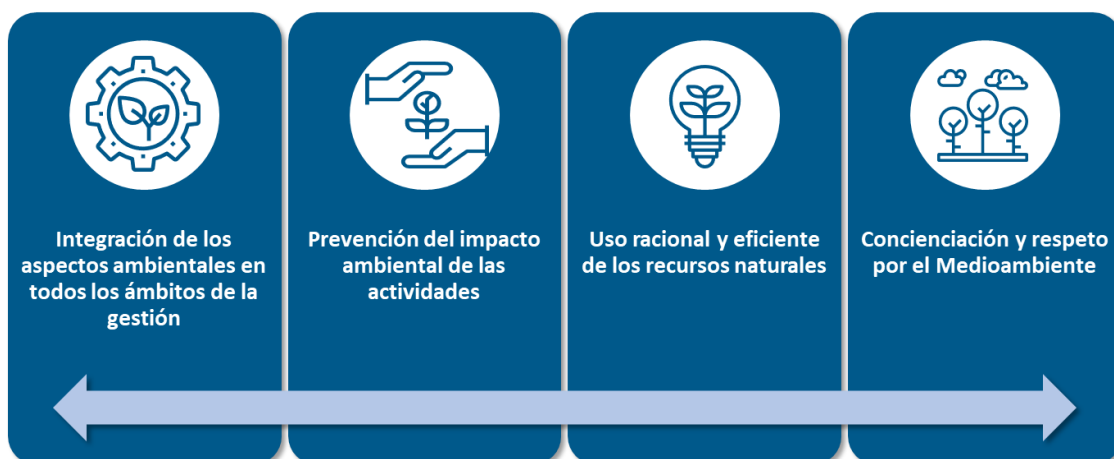 Integración de los
aspectos ambientales en
todos los ámbitos de la
gestión
Prevención del impacto
ambiental de las
actividades
Uso racional y eficiente
de los recursos naturales
Concienciación y respeto
por el Medioambiente